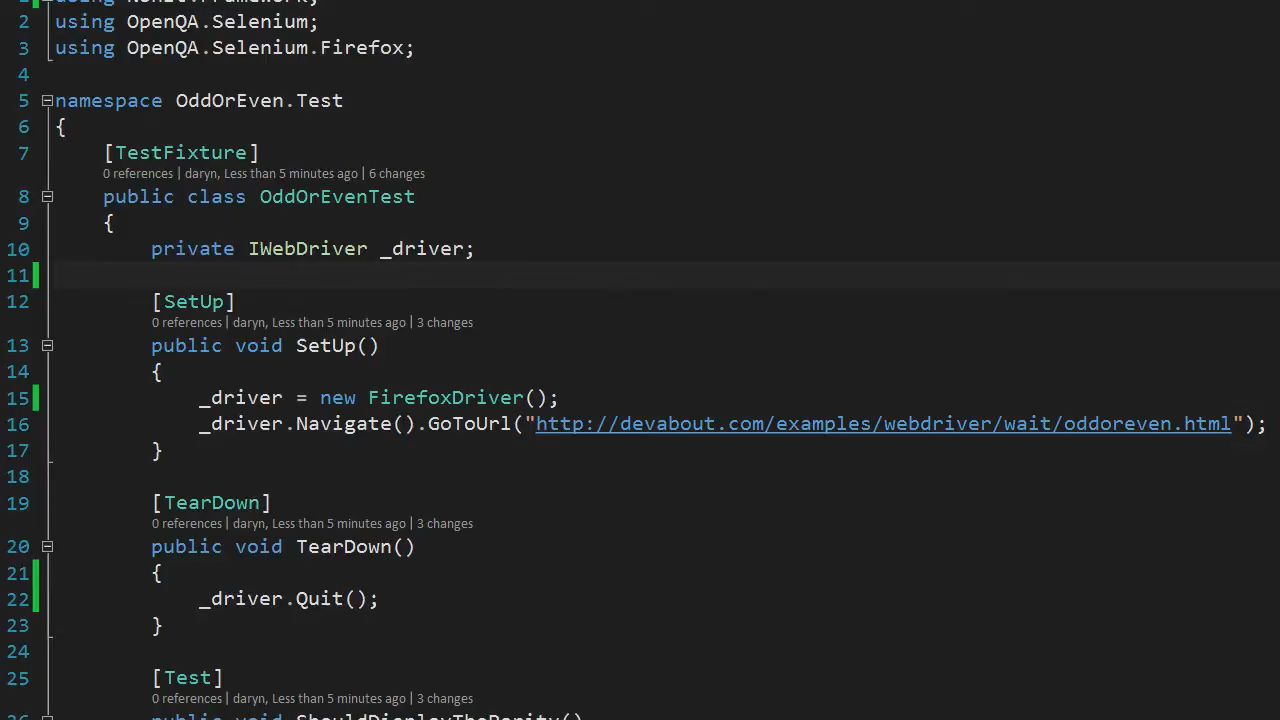 2 using OpenQA.Selenium;
3 using OpenQA.Selenium.Firefox;
4
5 namespace OddOrEven.Test
6 {
7 [TestFixture]
0 references | daryn, Less than 5 minutes ago | 6 changes
8 public class OddOrEvenTest
9 {
10 private IWebDriver _driver;
11
12 [SetUp]
0 references | daryn, Less than 5 minutes ago | 3 changes
13 public void SetUp()
14 {
15 _driver = new FirefoxDriver();
16 _driver.Navigate().GoToUrl("http://devabout.com/examples/webdriver/wait/oddoreven.html");
17 }
18
19 [TearDown]
0 references | daryn, Less than 5 minutes ago | 3 changes
20 public void TearDown()
21 {
22 _driver.Quit();
23 }
24
25 [Test]
0 references | daryn, Less than 5 minutes ago | 3 changes
26 public void ShouldDisplayTheParity()